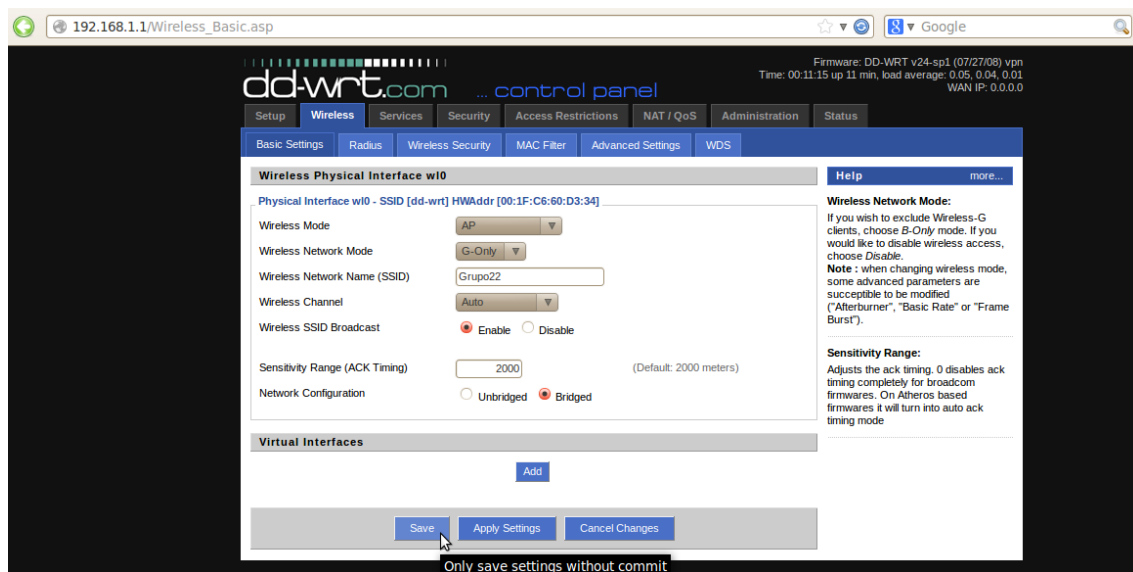 192.168.1.1/Wireless_Basic.asp
Google
dd-wrt.com ... control panel
Firmware: DD-WRT v24-sp1 (07/27/08) vpn
Time: 00:11:15 up 11 min, load average: 0.05, 0.04, 0.01
WAN IP: 0.0.0.0
Setup Wireless Services Security Access Restrictions NAT / QoS Administration Status
Basic Settings Radius Wireless Security MAC Filter Advanced Settings WDS
Wireless Physical Interface wl0
Physical Interface wl0 - SSID [dd-wrt] HWAddr [00:1F:C6:60:D3:34]
Wireless Mode AP
Wireless Network Mode G-Only
Wireless Network Name (SSID) Grupo22
Wireless Channel Auto
Wireless SSID Broadcast Enable Disable
Sensitivity Range (ACK Timing) 2000 (Default: 2000 meters)
Network Configuration Unbridged Bridged
Virtual Interfaces
Add
Save Apply Settings Cancel Changes
Only save settings without commit
Help more...
Wireless Network Mode:
If you wish to exclude Wireless-G
clients, choose B-Only mode. If you
would like to disable wireless access,
choose Disable.
Note : when changing wireless mode,
some advanced parameters are
succeptible to be modified
("Afterburner", "Basic Rate" or "Frame
Burst").
Sensitivity Range:
Adjusts the ack timing. 0 disables ack
timing completely for broadcom
firmwares. On Atheros based
firmwares it will turn into auto ack
timing mode